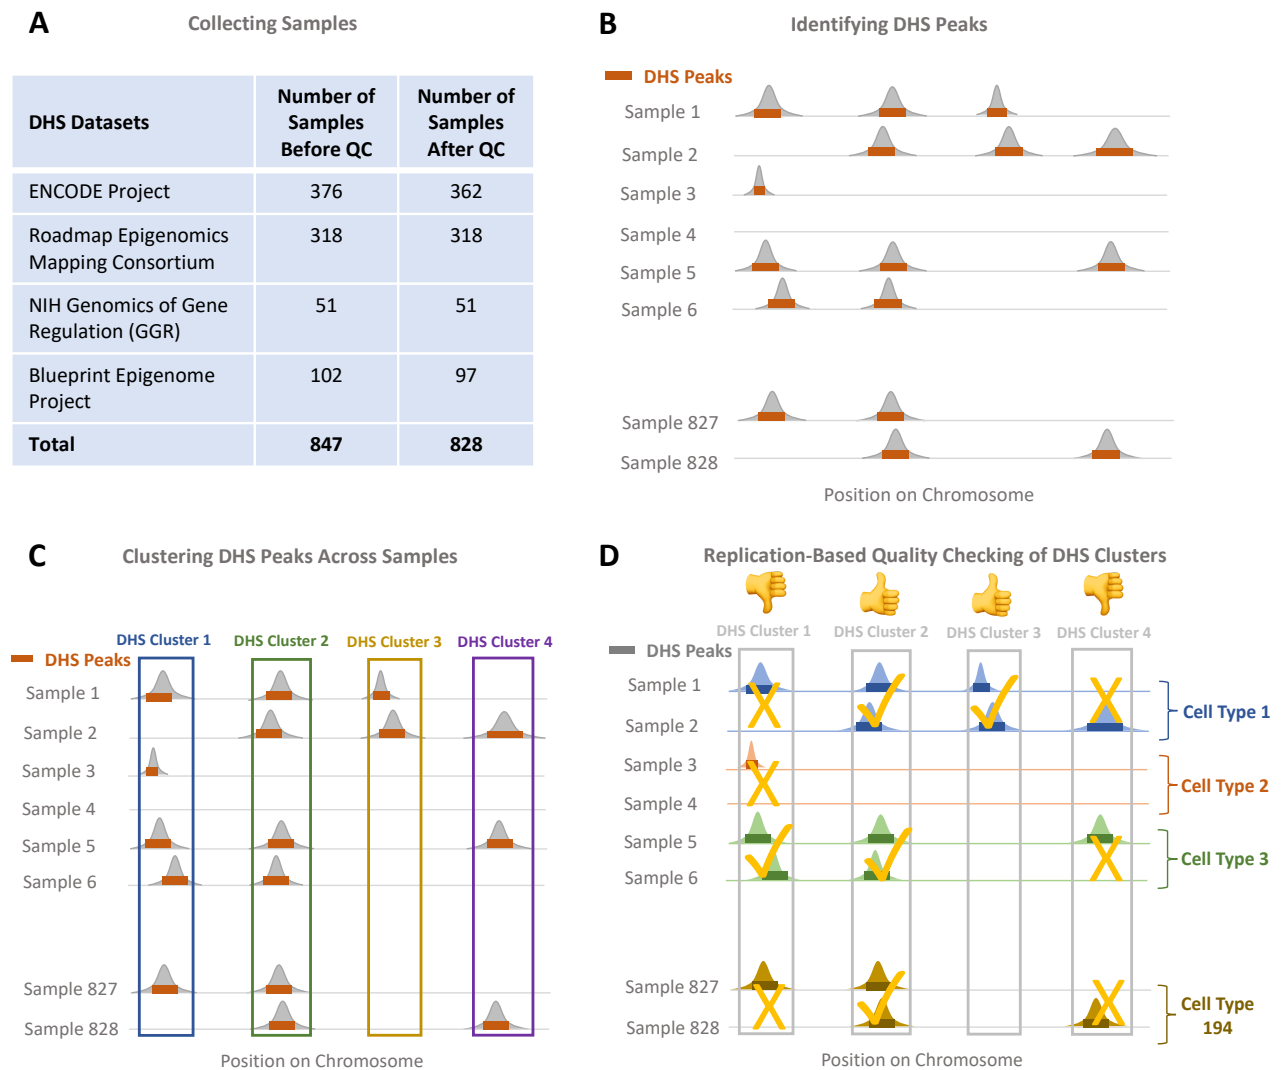 A
Collecting Samples
DHS Datasets
Number of
Samples
Before QC
Number of
Samples
After QC
ENCODE Project
376
362
Roadmap Epigenomics
Mapping Consortium
318
318
NIH Genomics of Gene
Regulation (GGR)
51
51
Blueprint Epigenome
Project
102
97
Total
847
828
B
Identifying DHS Peaks
DHS Peaks
Sample 1
Sample 2
Sample 3
Sample 4
Sample 5
Sample 6
Sample 827
Sample 828
Position on Chromosome
C
Clustering DHS Peaks Across Samples
DHS Cluster 1
DHS Cluster 2
DHS Cluster 3
DHS Cluster 4
DHS Peaks
Sample 1
Sample 2
Sample 3
Sample 4
Sample 5
Sample 6
Sample 827
Sample 828
Position on Chromosome
D
Replication-Based Quality Checking of DHS Clusters
DHS Cluster 1
DHS Cluster 2
DHS Cluster 3
DHS Cluster 4
DHS Peaks
Sample 1
Sample 2
Cell Type 1
Sample 3
Sample 4
Cell Type 2
Sample 5
Sample 6
Cell Type 3
Sample 827
Sample 828
Cell Type
194
Position on Chromosome